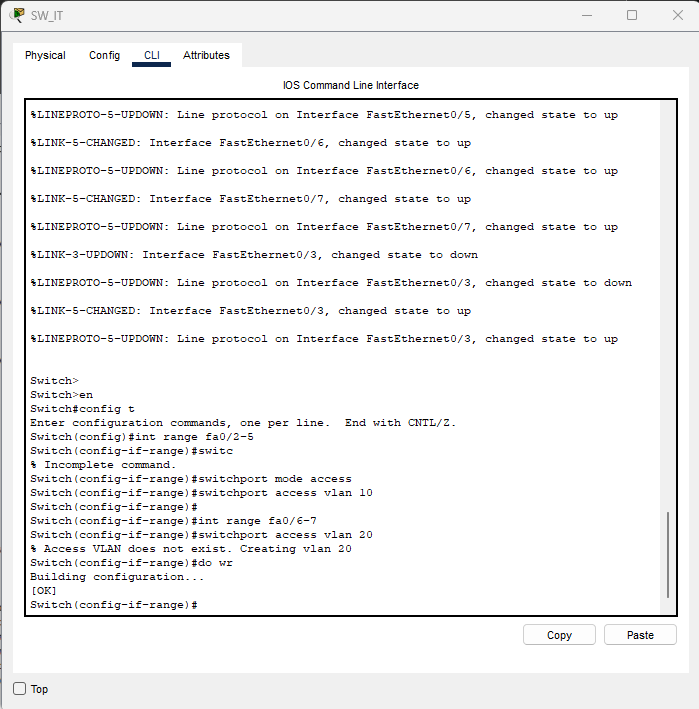 SW_IT
Physical Config CLI Attributes
IOS Command Line Interface
%LINEPROTO-5-UPDOWN: Line protocol on Interface FastEthernet0/5, changed state to up
%LINK-5-CHANGED: Interface FastEthernet0/6, changed state to up
%LINEPROTO-5-UPDOWN: Line protocol on Interface FastEthernet0/6, changed state to up
%LINK-5-CHANGED: Interface FastEthernet0/7, changed state to up
%LINEPROTO-5-UPDOWN: Line protocol on Interface FastEthernet0/7, changed state to up
%LINK-3-UPDOWN: Interface FastEthernet0/3, changed state to down
%LINEPROTO-5-UPDOWN: Line protocol on Interface FastEthernet0/3, changed state to down
%LINK-5-CHANGED: Interface FastEthernet0/3, changed state to up
%LINEPROTO-5-UPDOWN: Line protocol on Interface FastEthernet0/3, changed state to up
Switch>
Switch>en
Switch#config t
Enter configuration commands, one per line.  End with CNTL/Z.
Switch(config)#int range fa0/2-5
Switch(config-if-range)#switc
% Incomplete command.
Switch(config-if-range)#switchport mode access
Switch(config-if-range)#switchport access vlan 10
Switch(config-if-range)#
Switch(config-if-range)#int range fa0/6-7
Switch(config-if-range)#switchport access vlan 20
% Access VLAN does not exist. Creating vlan 20
Switch(config-if-range)#do wr
Building configuration...
[OK]
Switch(config-if-range)#
Copy Paste
Top